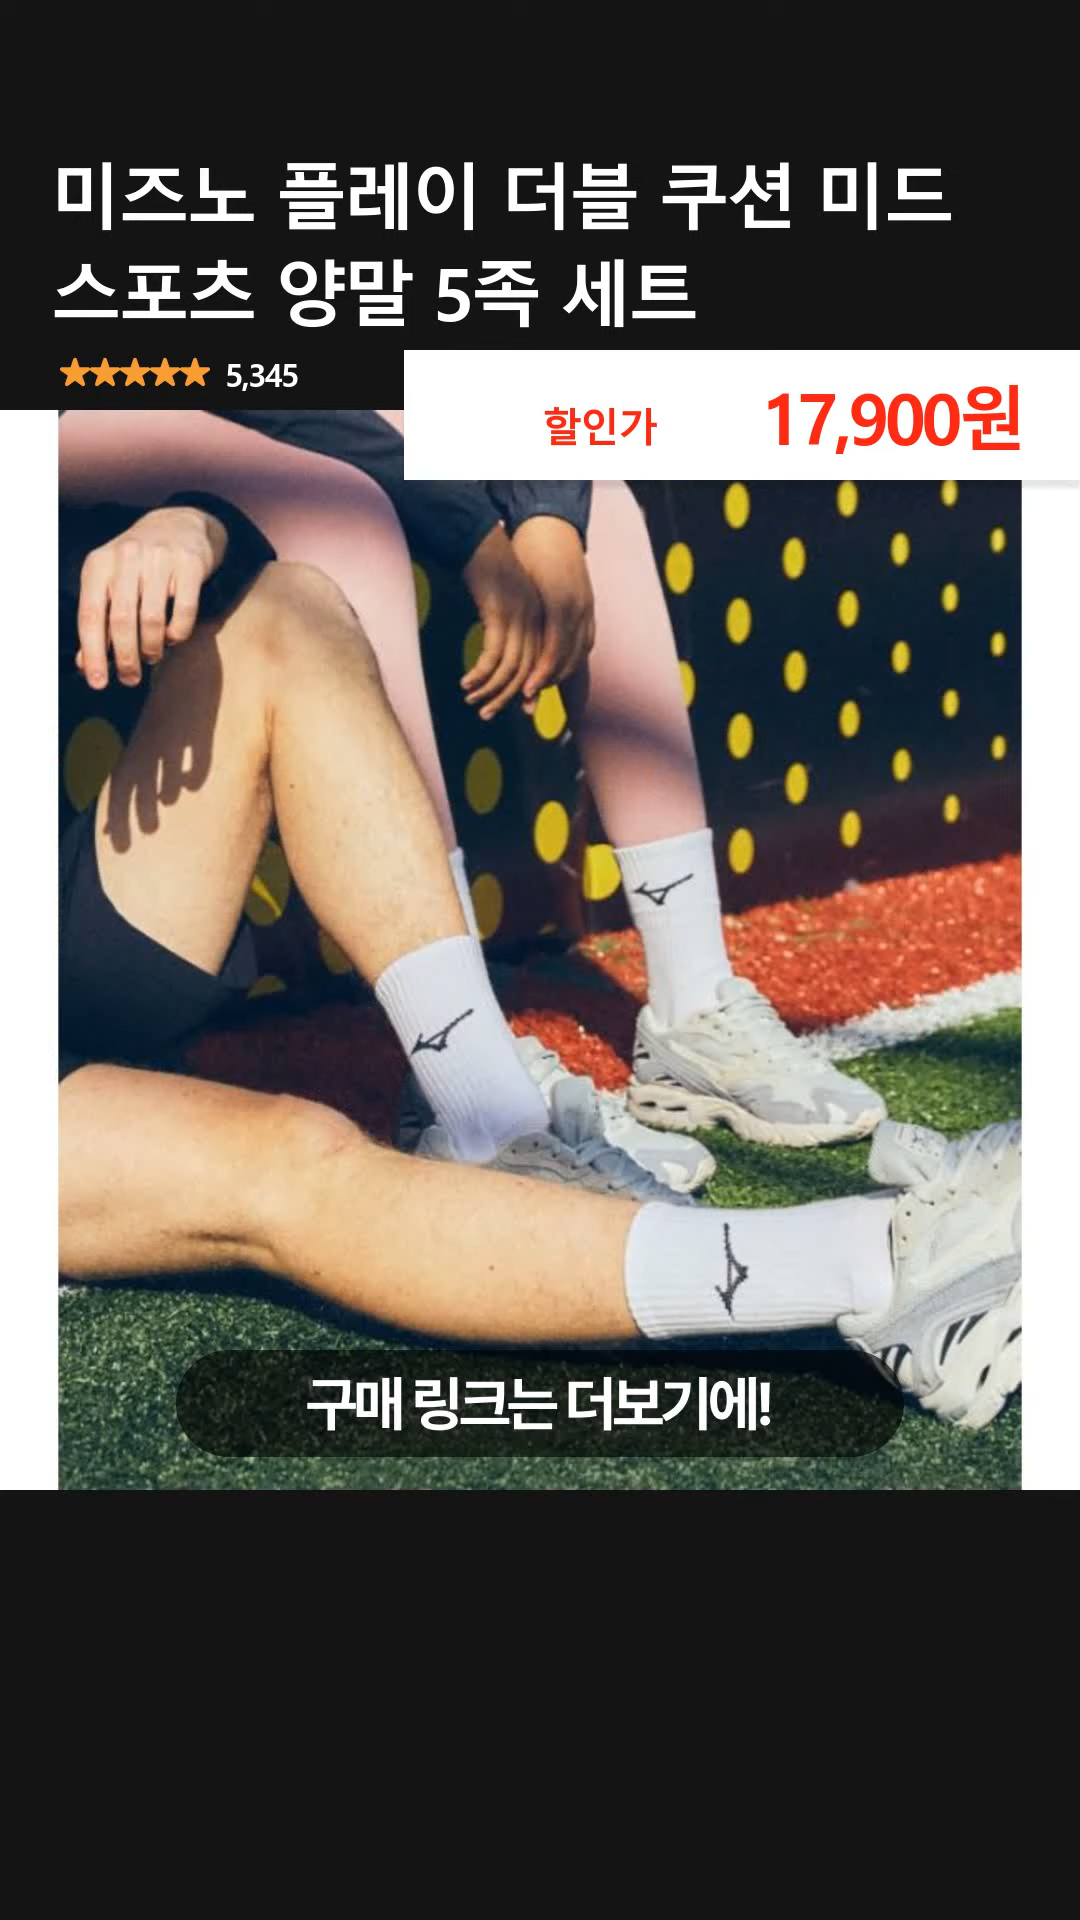 미즈노 플레이 더블 쿠션 미드
스포츠 양말 5족 세트
5,345
할인가 17,900원
구매 링크는 더보기에!